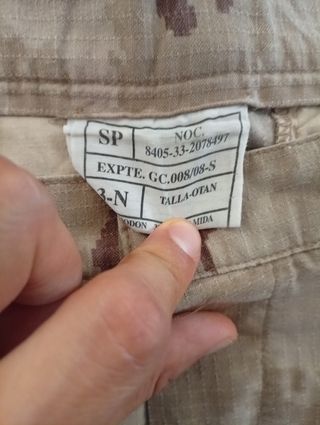 SP NOC.
8405-33-2078497
EXPTE. GC.008/08-S
3-N TALLA-OTAN